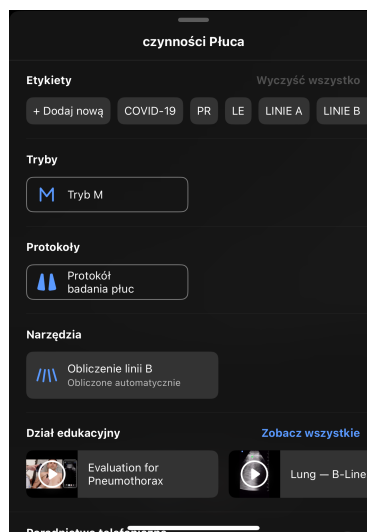 czynności Płuca
Etykiety
Wyczyść wszystko
+ Dodaj nową
COVID-19
PR
LE
LINIE A
LINIE B
Tryby
Tryb M
Protokoły
Protokół
badania płuc
Narzędzia
Obliczenie linii B
Obliczone automatycznie
Dział edukacyjny
Zobacz wszystkie
Evaluation for
Pneumothorax
Lung — B-Line